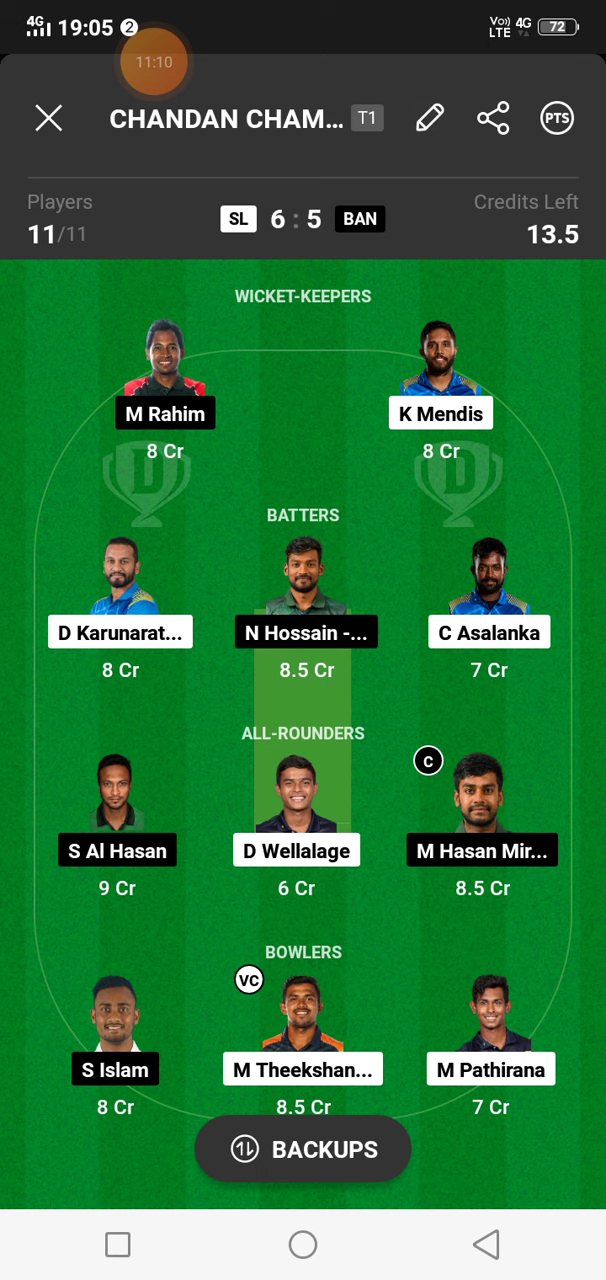 4G 19:05 2 Vo)) LTE 4G 72
11:10
CHANDAN CHAM... T1 PTS
Players Credits Left
11/11 SL 6 : 5 BAN 13.5
WICKET-KEEPERS
M Rahim K Mendis
8 Cr 8 Cr
D D
BATTERS
D Karunarat... N Hossain -... C Asalanka
8 Cr 8.5 Cr 7 Cr
ALL-ROUNDERS
C
S Al Hasan D Wellalage M Hasan Mir...
9 Cr 6 Cr 8.5 Cr
BOWLERS
VC
S Islam M Theekshan... M Pathirana
8 Cr 8.5 Cr 7 Cr
BACKUPS